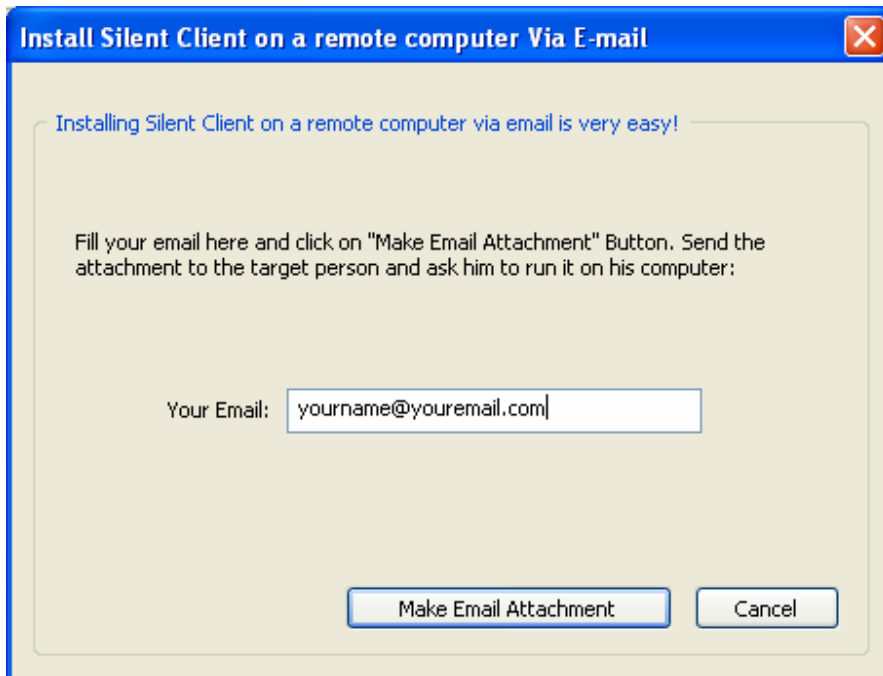 Install Silent Client on a remote computer Via E-mail
Installing Silent Client on a remote computer via email is very easy!
Fill your email here and click on "Make Email Attachment" Button. Send the
attachment to the target person and ask him to run it on his computer:
Your Email: yourname@youremail.com
Make Email Attachment Cancel